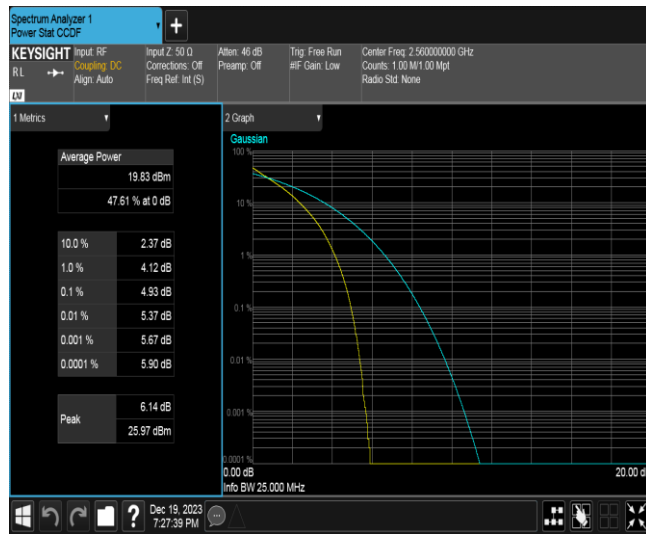 Spectrum Analyzer 1
Power Stat CCDF
+
KEYSIGHT
RL
LXI
Input: RF
Coupling: DC
Align: Auto
Input Z: 50 Ω
Corrections: Off
Freq Ref: Int (S)
Atten: 46 dB
Preamp: Off
Trig: Free Run
#IF Gain: Low
Center Freq: 2.560000000 GHz
Counts: 1.00 M/1.00 Mpt
Radio Std: None
1 Metrics
Average Power
19.83 dBm
47.61 % at 0 dB
10.0 % 2.37 dB
1.0 % 4.12 dB
0.1 % 4.93 dB
0.01 % 5.37 dB
0.001 % 5.67 dB
0.0001 % 5.90 dB
Peak
6.14 dB
25.97 dBm
2 Graph
Gaussian
100 %
10 %
1 %
0.1 %
0.01 %
0.001 %
0.0001 %
0.00 dB
20.00 d
Info BW 25.000 MHz
?
Dec 19, 2023
7:27:39 PM